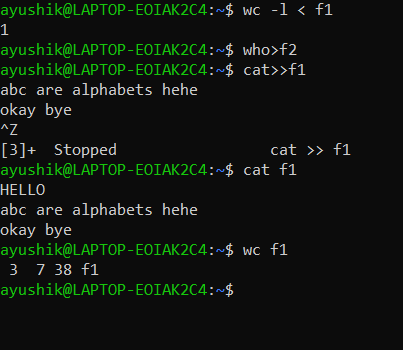 ayushik@LAPTOP-EOIAK2C4:~$ wc -l < f1
1
ayushik@LAPTOP-EOIAK2C4:~$ who>f2
ayushik@LAPTOP-EOIAK2C4:~$ cat>>f1
abc are alphabets hehe
okay bye
^Z
[3]+  Stopped                 cat >> f1
ayushik@LAPTOP-EOIAK2C4:~$ cat f1
HELLO
abc are alphabets hehe
okay bye
ayushik@LAPTOP-EOIAK2C4:~$ wc f1
 3  7 38 f1
ayushik@LAPTOP-EOIAK2C4:~$